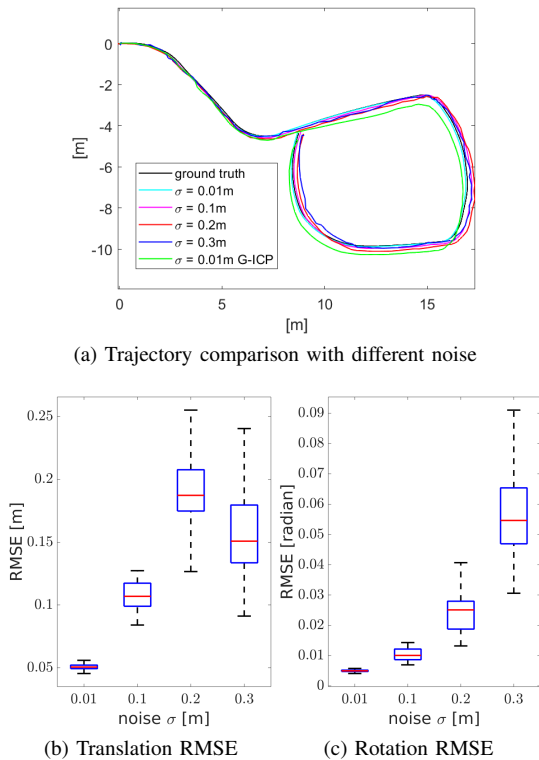 0
-2
-4
-6
-8
-10
[m]
ground truth
σ = 0.01m
σ = 0.1m
σ = 0.2m
σ = 0.3m
σ = 0.01m G-ICP
0 5 10 15
[m]
(a) Trajectory comparison with different noise
0.25
0.2
0.15
0.1
0.05
RMSE [m]
0.01 0.1 0.2 0.3
noise σ [m]
(b) Translation RMSE
0.09
0.08
0.07
0.06
0.05
0.04
0.03
0.02
0.01
0
RMSE [radian]
0.01 0.1 0.2 0.3
noise σ [m]
(c) Rotation RMSE